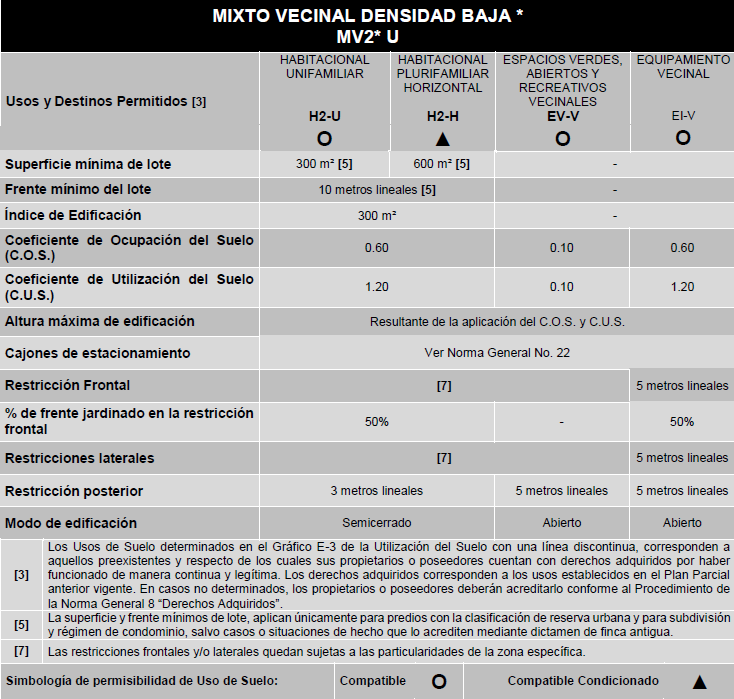 MIXTO VECINAL DENSIDAD BAJA *
MV2* U
Usos y Destinos Permitidos [3]
HABITACIONAL
UNIFAMILIAR
H2-U
HABITACIONAL
PLURIFAMILIAR
HORIZONTAL
H2-H
ESPACIOS VERDES,
ABIERTOS Y
RECREATIVOS
VECINALES
EV-V
EQUIPAMIENTO
VECINAL
EI-V
Superficie mínima de lote 300 m² [5] 600 m² [5] -
Frente mínimo del lote 10 metros lineales [5] -
Índice de Edificación 300 m² -
Coeficiente de Ocupación del Suelo
(C.O.S.)
0.60 0.10 0.60
Coeficiente de Utilización del Suelo
(C.U.S.)
1.20 0.10 1.20
Altura máxima de edificación Resultante de la aplicación del C.O.S. y C.U.S.
Cajones de estacionamiento Ver Norma General No. 22
Restricción Frontal [7] 5 metros lineales
% de frente jardinado en la restricción
frontal
50% - 50%
Restricciones laterales [7] 5 metros lineales
Restricción posterior 3 metros lineales 5 metros lineales 5 metros lineales
Modo de edificación Semicerrado Abierto Abierto
[3] Los Usos de Suelo determinados en el Gráfico E-3 de la Utilización del Suelo con una línea discontinua, corresponden a
aquellos preexistentes y respecto de los cuales sus propietarios o poseedores cuentan con derechos adquiridos por haber
funcionado de manera continua y legítima. Los derechos adquiridos corresponden a los usos establecidos en el Plan Parcial
anterior vigente. En casos no determinados, los propietarios o poseedores deberán acreditarlo conforme al Procedimiento de
la Norma General 8 “Derechos Adquiridos”.
[5] La superficie y frente mínimos de lote, aplican únicamente para predios con la clasificación de reserva urbana y para subdivisión
y régimen de condominio, salvo casos o situaciones de hecho que lo acrediten mediante dictamen de finca antigua.
[7] Las restricciones frontales y/o laterales quedan sujetas a las particularidades de la zona específica.
Simbología de permisibilidad de Uso de Suelo: Compatible Compatible Condicionado